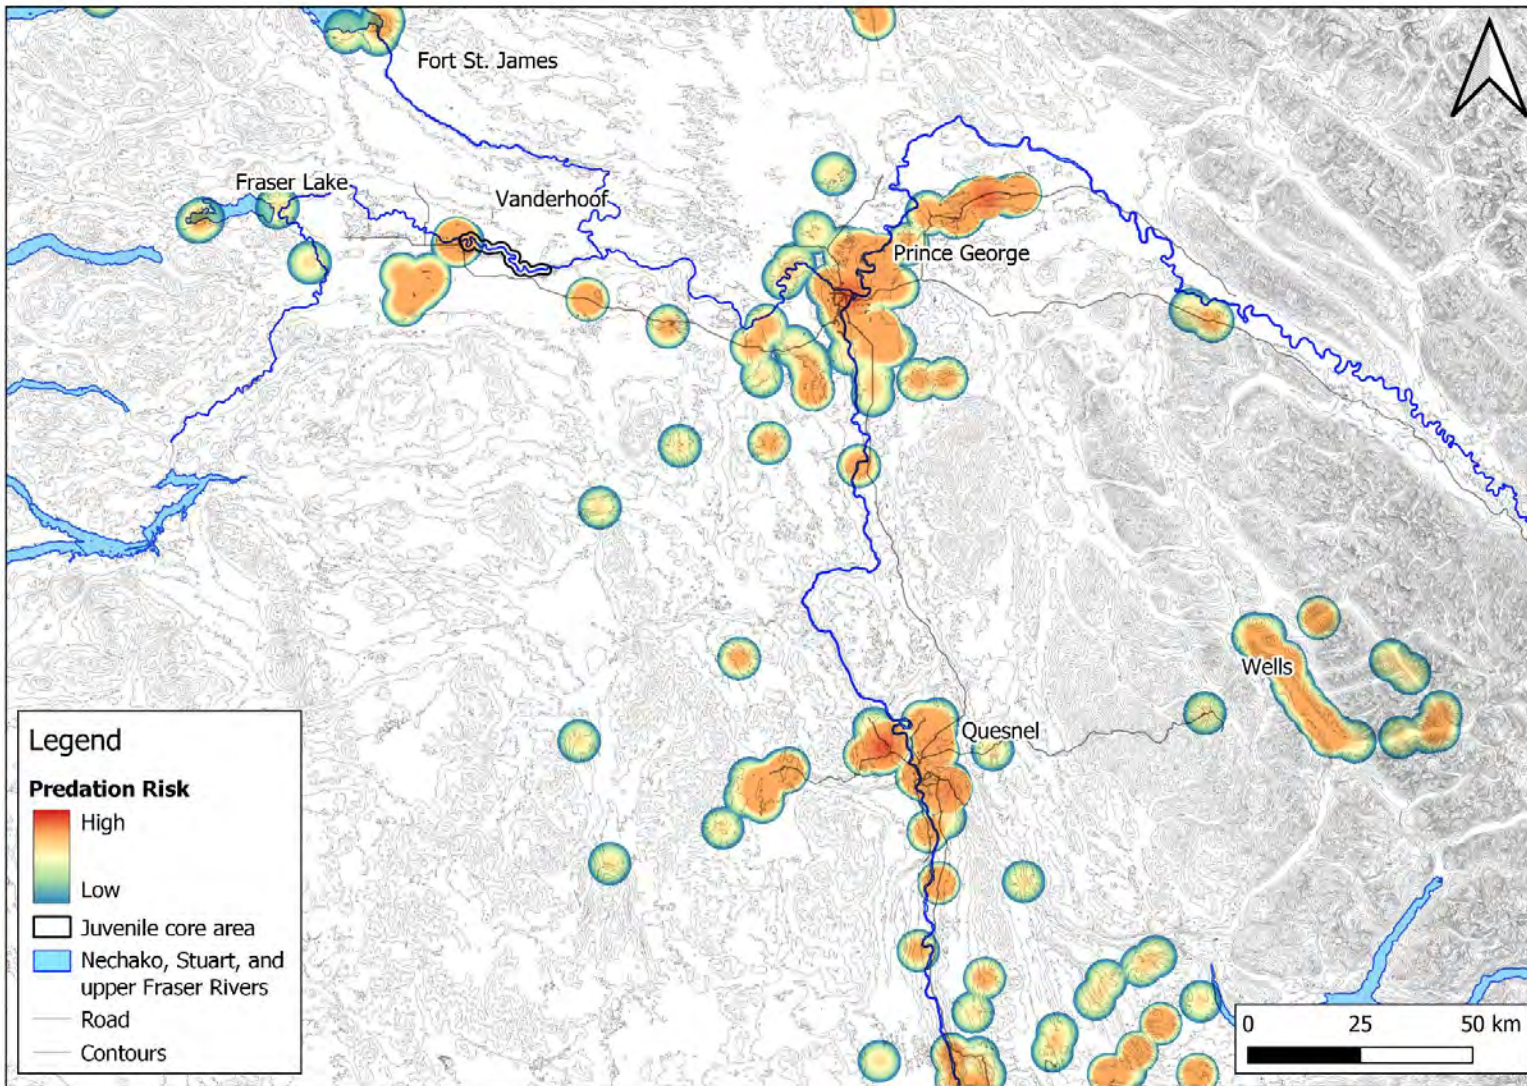 Fort St. James
Fraser Lake
Vanderhoof
Prince George
Wells
Quesnel
Legend
Predation Risk
High
Low
Juvenile core area
Nechako, Stuart, and
upper Fraser Rivers
Road
Contours
0 25 50 km